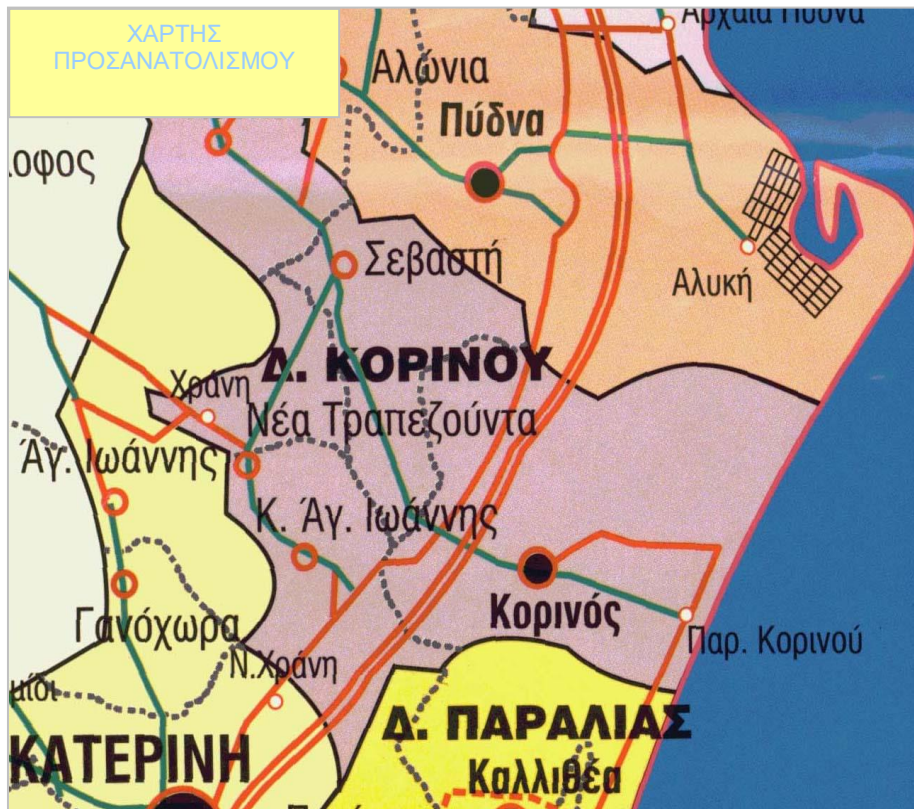 ΧΑΡΤΗΣ
ΠΡΟΣΑΝΑΤΟΛΙΣΜΟΥ
Αρχαία Πύδνα
Αλώνια
Πύδνα
λοφος
Σεβαστή
Αλυκή
Δ. ΚΟΡΙΝΟΥ
Χράνη
Νέα Τραπεζούντα
Άγ. Ιωάννης
Κ. Άγ. Ιωάννης
Γανόχωρα
Κορινός
Παρ. Κορινού
Ν.Χράνη
μίδι
Δ. ΠΑΡΑΛΙΑΣ
ΚΑΤΕΡΙΝΗ
Καλλιθέα